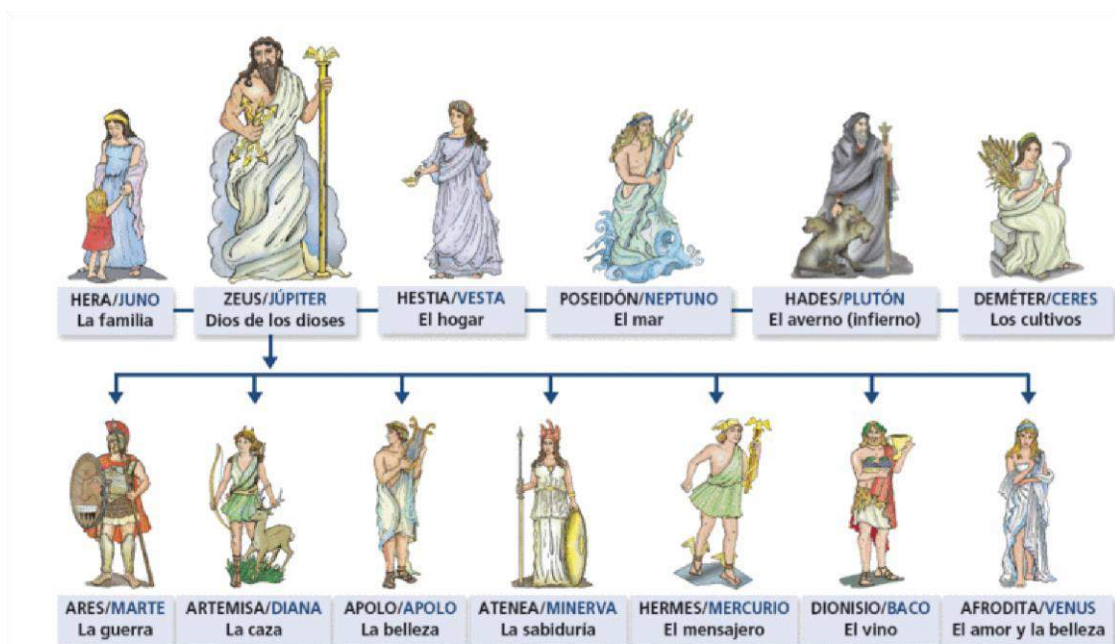 HERA/JUNO
La familia
ZEUS/JÚPITER
Dios de los dioses
HESTIA/VESTA
El hogar
POSEIDÓN/NEPTUNO
El mar
HADES/PLUTÓN
El averno (infierno)
DEMÉTER/CERES
Los cultivos
ARES/MARTE
La guerra
ARTEMISA/DIANA
La caza
APOLO/APOLO
La belleza
ATENEA/MINERVA
La sabiduría
HERMES/MERCURIO
El mensajero
DIONISIO/BACO
El vino
AFRODITA/VENUS
El amor y la belleza